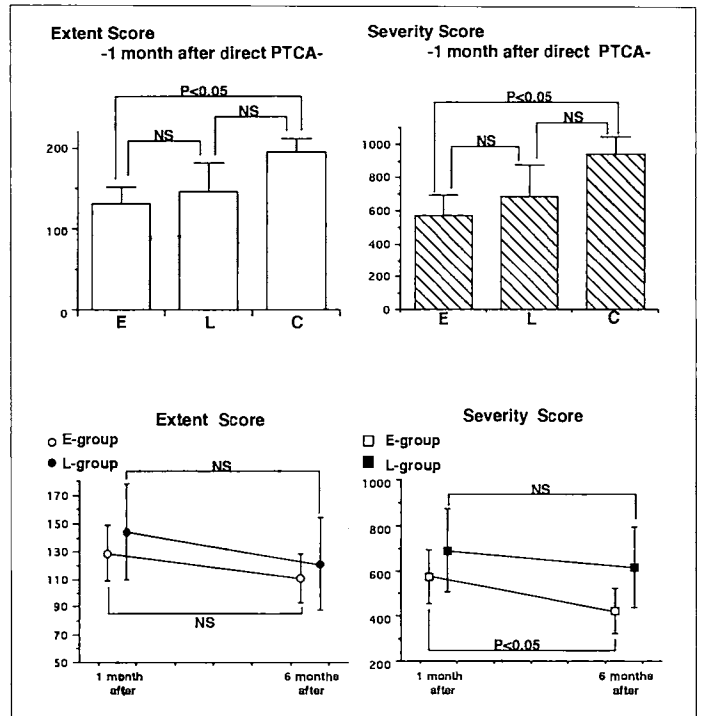 Extent Score
-1 month after direct PTCA-
P<0.05
NS
NS
200
100
0
E
L
C
Severity Score
-1 month after direct PTCA-
P<0.05
NS
NS
1000
800
600
400
200
0
E
L
C
Extent Score
E-group
L-group
NS
170
150
130
110
90
70
50
NS
1 month
after
6 months
after
Severity Score
E-group
L-group
1000
NS
800
600
400
200
P<0.05
1 month
after
6 months
after